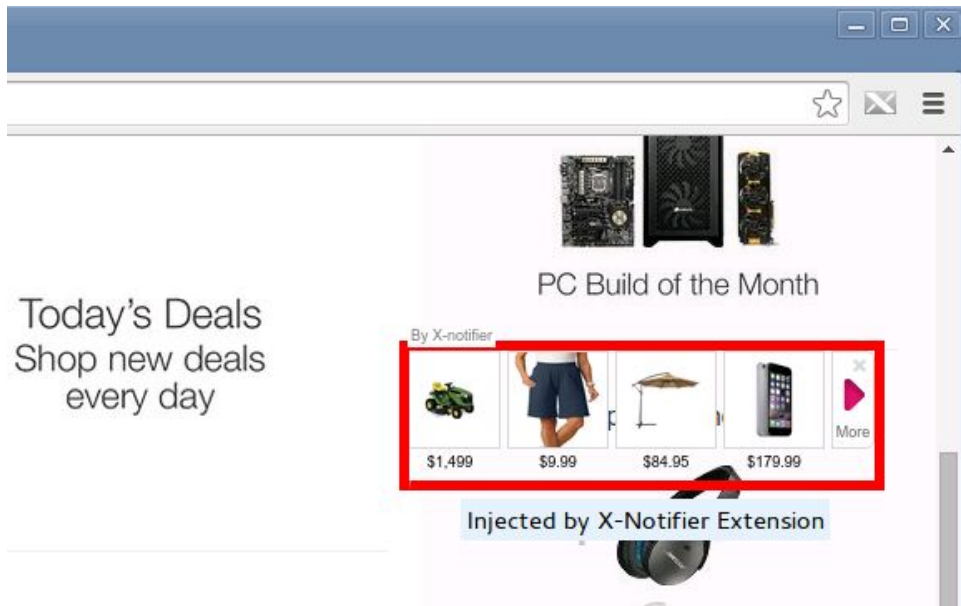 PC Build of the Month
Today's Deals
Shop new deals
every day
By X-notifier
More
$1,499
$9.99
$84.95
$179.99
Injected by X-Notifier Extension